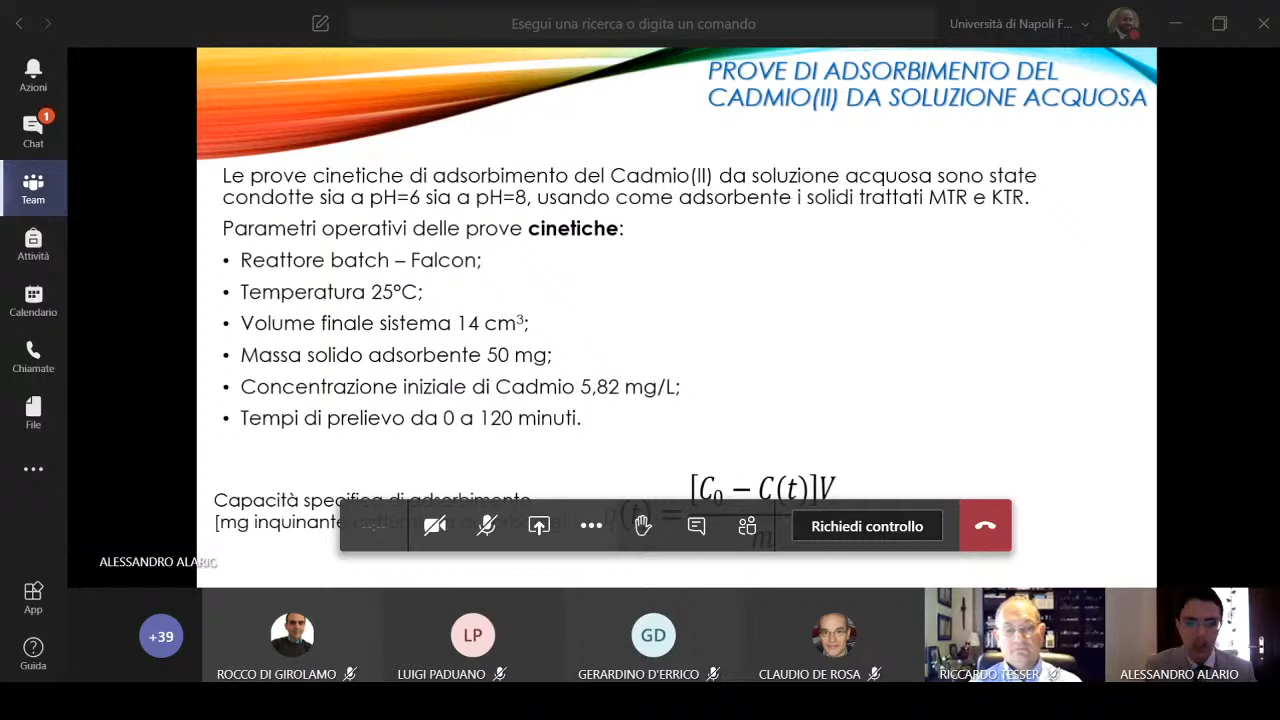 Esegui una ricerca o digita un comando
Università di Napoli F...
Azioni
1
Chat
Team
Attività
Calendario
Chiamate
File
App
Guida
PROVE DI ADSORBIMENTO DEL
CADMIO(II) DA SOLUZIONE ACQUOSA
Le prove cinetiche di adsorbimento del Cadmio(II) da soluzione acquosa sono state
condotte sia a pH=6 sia a pH=8, usando come adsorbente i solidi trattati MTR e KTR.
Parametri operativi delle prove cinetiche:
• Reattore batch – Falcon;
• Temperatura 25°C;
• Volume finale sistema 14 cm³;
• Massa solido adsorbente 50 mg;
• Concentrazione iniziale di Cadmio 5,82 mg/L;
• Tempi di prelievo da 0 a 120 minuti.
Capacità specifica di adsorbimento
[mg inquinante
q(t) = [C₀ − C(t)]V
m
Richiedi controllo
ALESSANDRO ALARIO
+39
ROCCO DI GIROLAMO
LP
LUIGI PADUANO
GD
GERARDINO D'ERRICO
CLAUDIO DE ROSA
RICCARDO TESSER
ALESSANDRO ALARIO